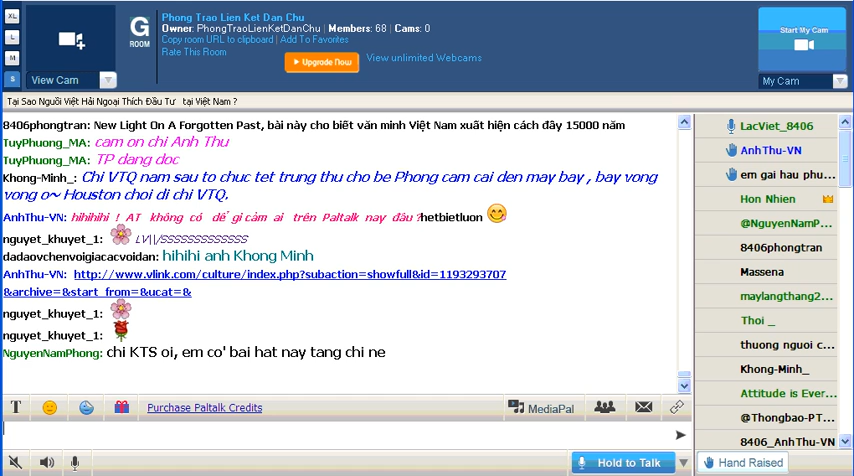 XL
L
M
S
View Cam
G
ROOM
Phong Trao Lien Ket Dan Chu
Owner: PhongTraoLienKetDanChu | Members: 68 | Cams: 0
Copy room URL to clipboard | Add To Favorites
Rate This Room
Upgrade Now
View unlimited Webcams
Start My Cam
My Cam
Tại Sao Nguồi Việt Hải Ngoại Thích Đầu Tư tại Việt Nam ?
8406phongtran: New Light On A Forgotten Past, bài này cho biết văn minh Việt Nam xuất hiện cách đây 15000 năm
TuyPhuong_MA: cam on chi Anh Thu
TuyPhuong_MA: TP dang doc
Khong-Minh_: Chi VTQ nam sau to chuc tet trung thu cho be Phong cam cai den may bay , bay vong
vong o~ Houston choi di chi VTQ.
AnhThu-VN: hihihihi ! AT không có dể gi cảm ai trên Paltalk nay đâu ?hetbietluon
nguyet_khuyet_1: LV||/SSSSSSSSSSSSS
dadaovchenvoigiacacvoidan: hihihi anh Khong Minh
AnhThu-VN: http://www.vlink.com/culture/index.php?subaction=showfull&id=1193293707
&archive=&start_from=&ucat=&
nguyet_khuyet_1:
nguyet_khuyet_1:
NguyenNamPhong: chi KTS oi, em co' bai hat nay tang chi ne
T
Purchase Paltalk Credits
MediaPal
Hold to Talk
LacViet_8406
AnhThu-VN
em gai hau phu...
Hon Nhien
@NguyenNamP...
8406phongtran
Massena
maylangthang2...
Thoi _
thuong nguoi c...
Khong-Minh_
Attitude is Ever...
@Thongbao-PT...
8406_AnhThu-VN
Hand Raised